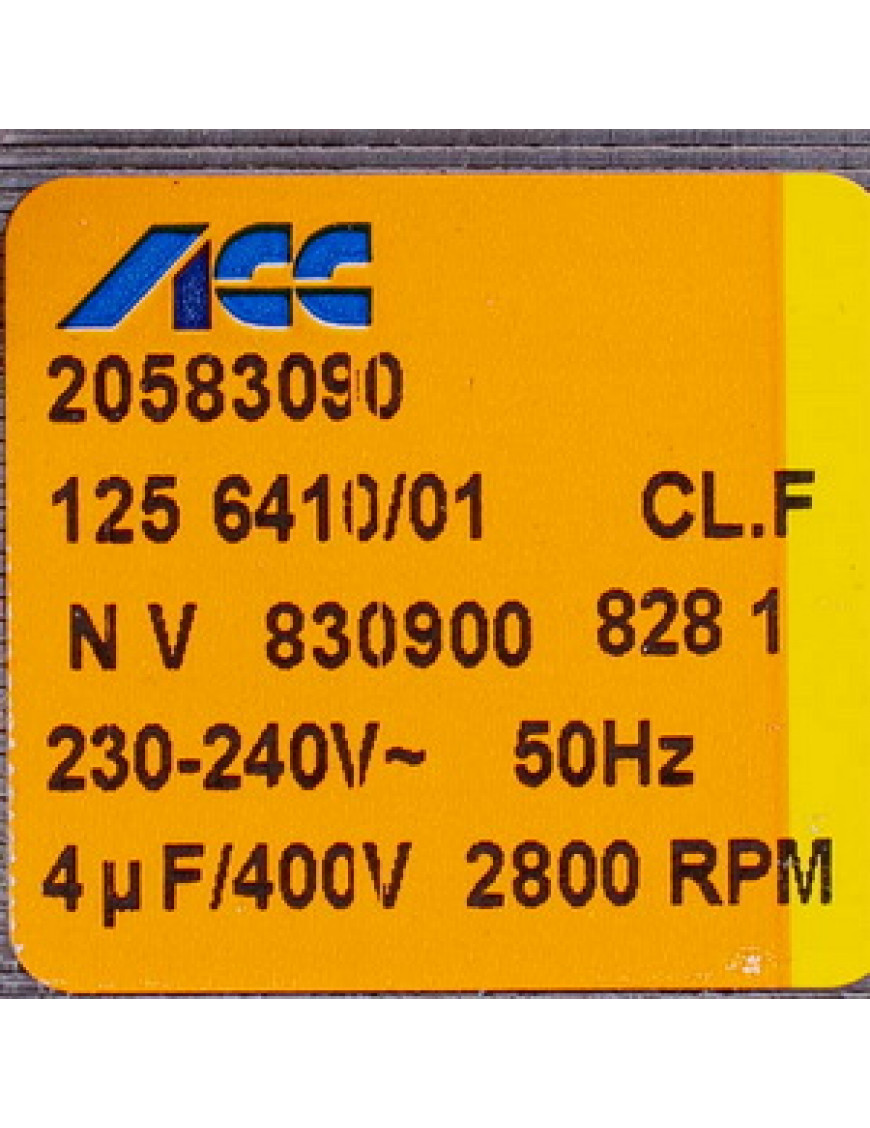 ACC
20583090
125 6410/01 CL.F
N V 830900 828 1
230-240V~ 50Hz
4µF/400V 2800 RPM